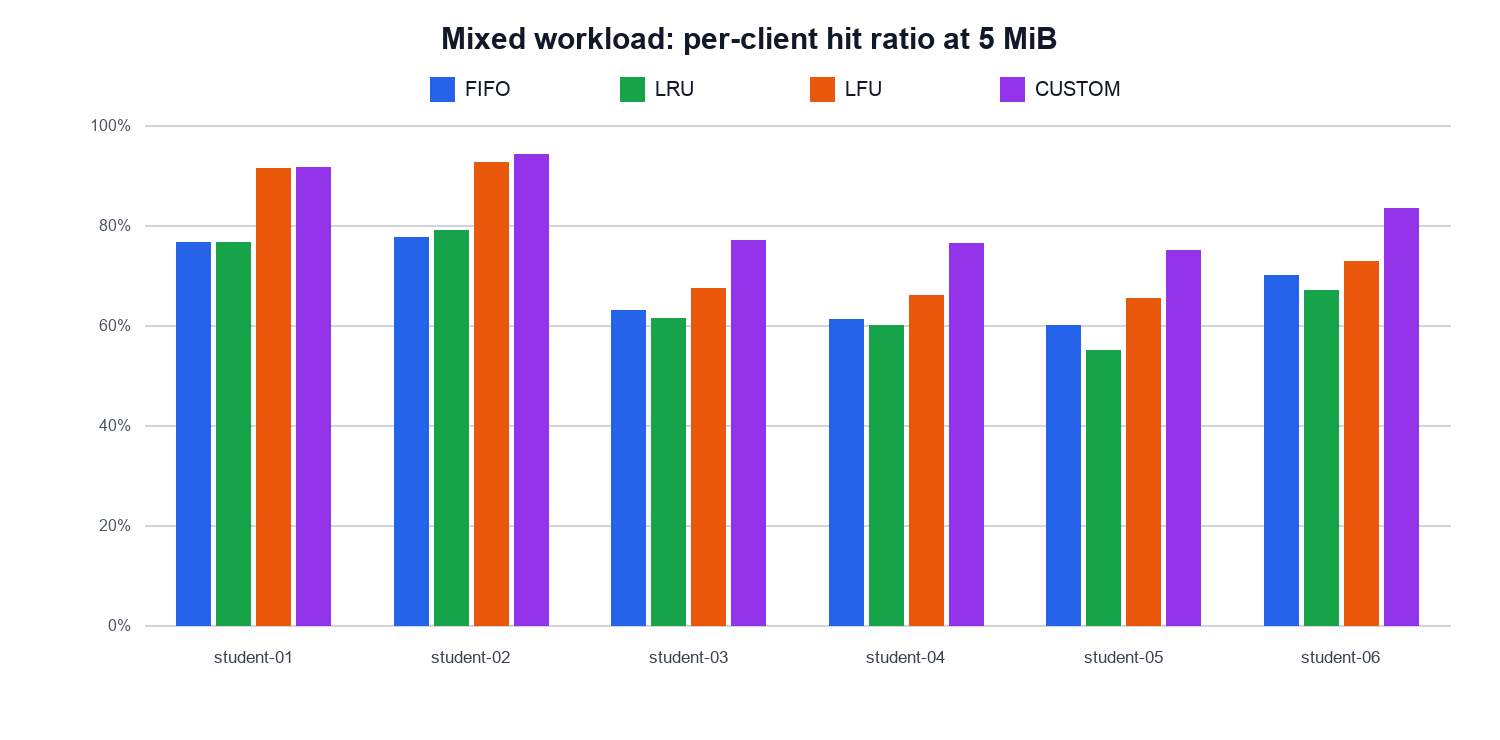 Mixed workload: per-client hit ratio at 5 MiB
FIFO LRU LFU CUSTOM
100%
80%
60%
40%
20%
0%
student-01 student-02 student-03 student-04 student-05 student-06